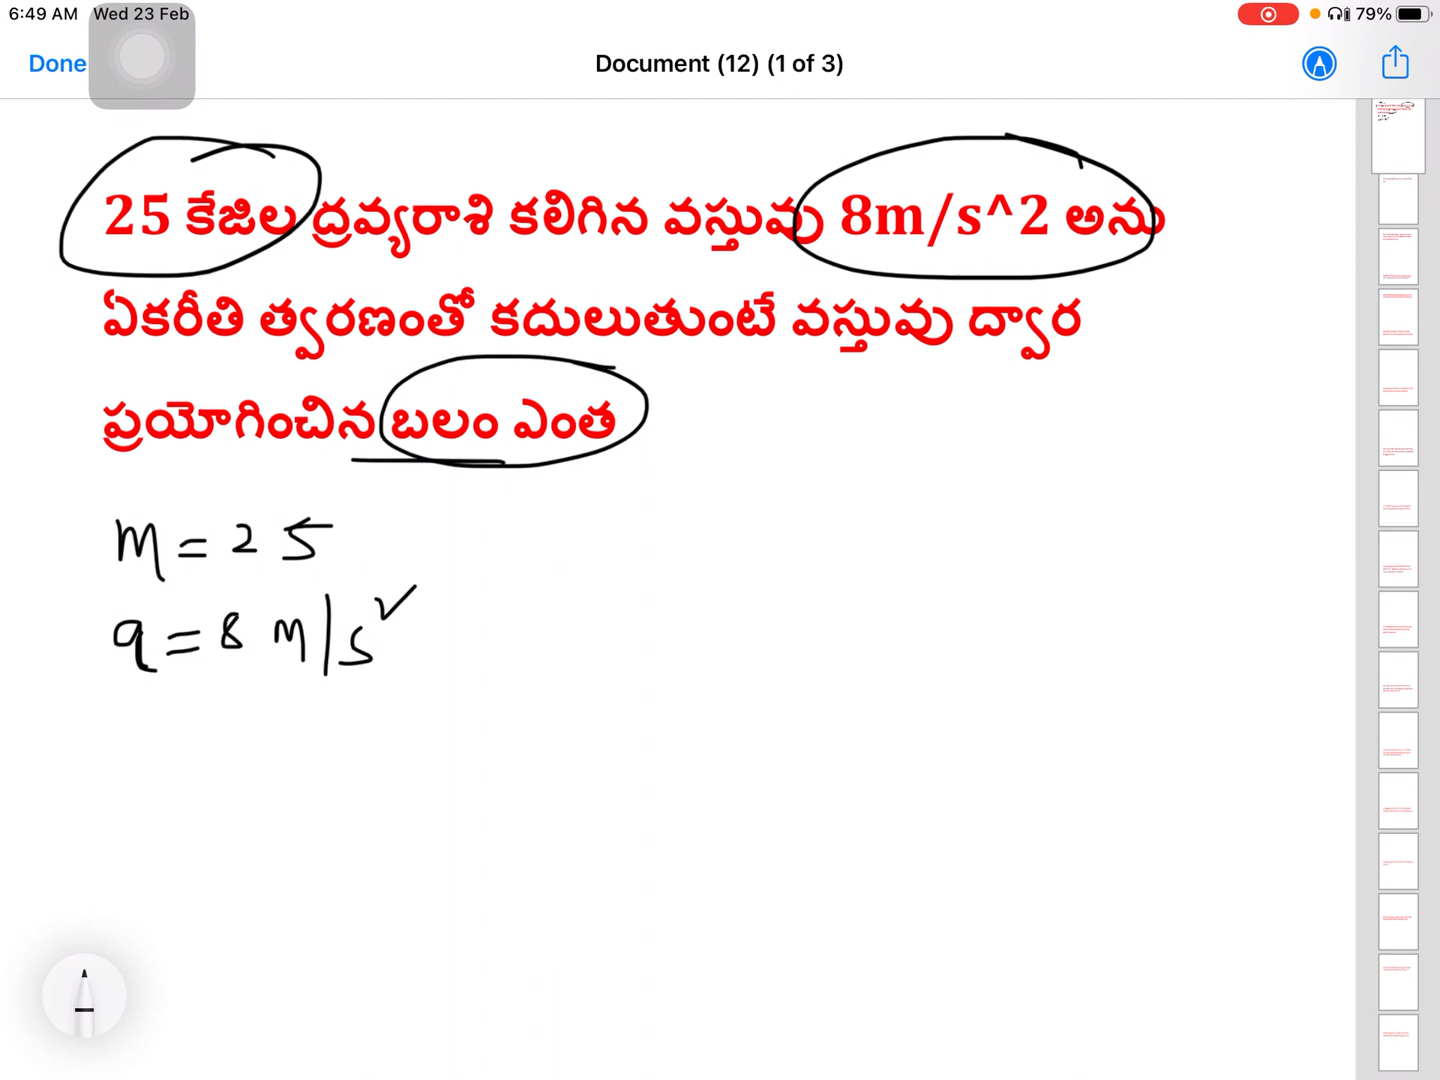 6:49 AM Wed 23 Feb 79%
Done Document (12) (1 of 3)
25 కేజిల ద్రవ్యరాశి కలిగిన వస్తువు 8m/s^2 అను
ఏకరీతి త్వరణంతో కదులుతుంటే వస్తువు ద్వార
ప్రయోగించిన బలం ఎంత
m = 25
a = 8 m/s²